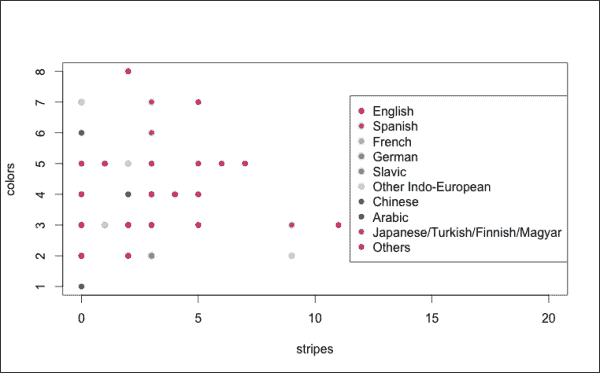 8
7
6
5
4
3
2
1
colors
English
Spanish
French
German
Slavic
Other Indo-European
Chinese
Arabic
Japanese/Turkish/Finnish/Magyar
Others
0 5 10 15 20
stripes